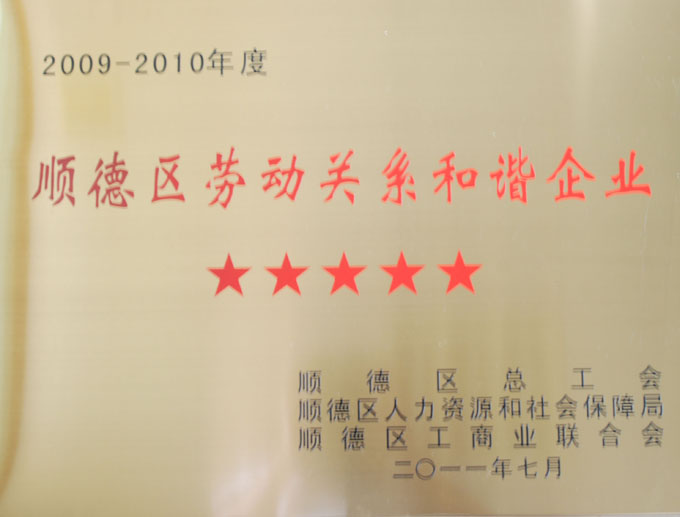 2009-2010年度
顺德区劳动关系和谐企业
★★★★★
顺德区总工会
顺德区人力资源和社会保障局
顺德区工商业联合会
二〇一一年七月